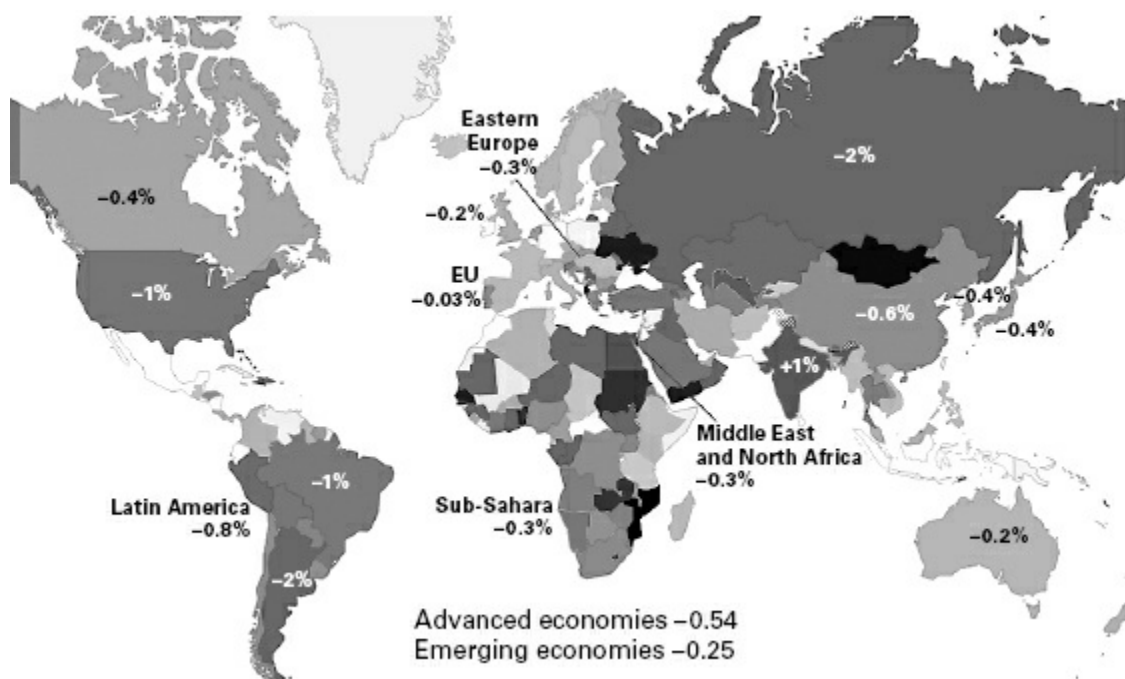 Eastern
Europe
−0.3%
−2%
−0.4%
−0.2%
EU
−0.03%
−1%
−0.4%
−0.6%
−0.4%
+1%
Middle East
and North Africa
−0.3%
−1%
Latin America
−0.8%
Sub-Sahara
−0.3%
−0.2%
−2%
Advanced economies −0.54
Emerging economies −0.25